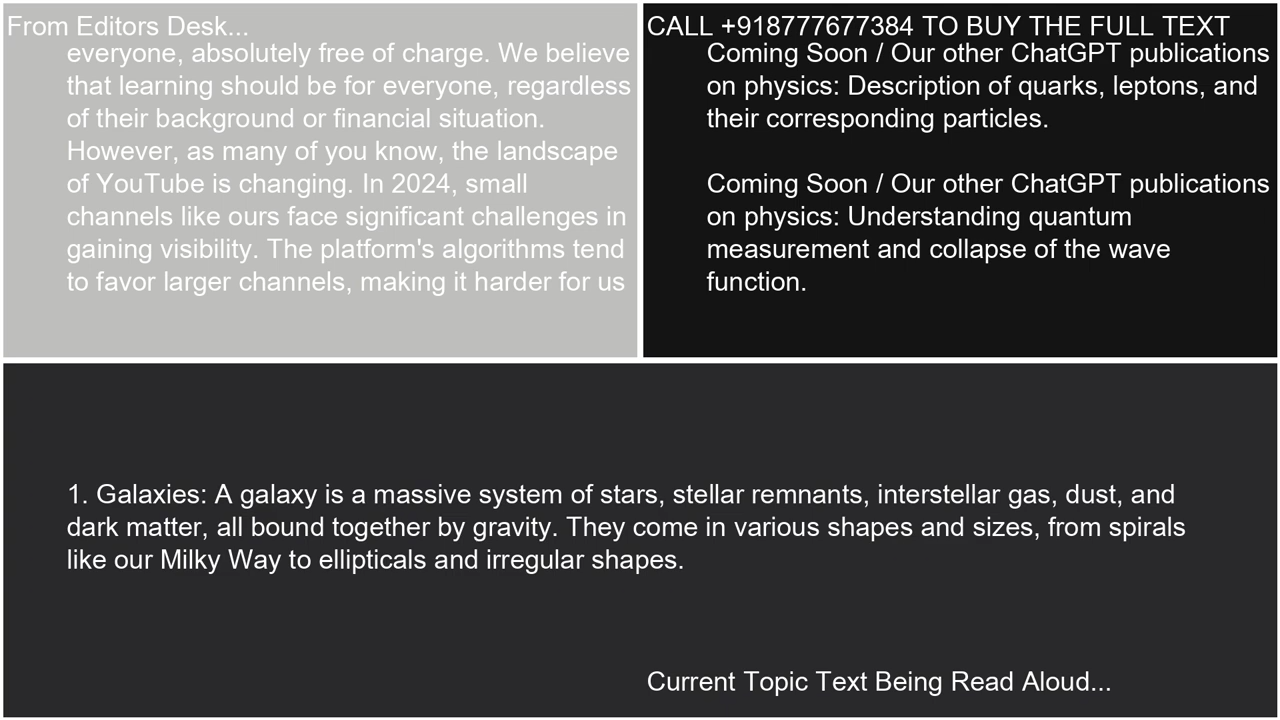 From Editors Desk...
everyone, absolutely free of charge. We believe
that learning should be for everyone, regardless
of their background or financial situation.
However, as many of you know, the landscape
of YouTube is changing. In 2024, small
channels like ours face significant challenges in
gaining visibility. The platform's algorithms tend
to favor larger channels, making it harder for us
CALL +918777677384 TO BUY THE FULL TEXT
Coming Soon / Our other ChatGPT publications
on physics: Description of quarks, leptons, and
their corresponding particles.
Coming Soon / Our other ChatGPT publications
on physics: Understanding quantum
measurement and collapse of the wave
function.
1. Galaxies: A galaxy is a massive system of stars, stellar remnants, interstellar gas, dust, and
dark matter, all bound together by gravity. They come in various shapes and sizes, from spirals
like our Milky Way to ellipticals and irregular shapes.
Current Topic Text Being Read Aloud...